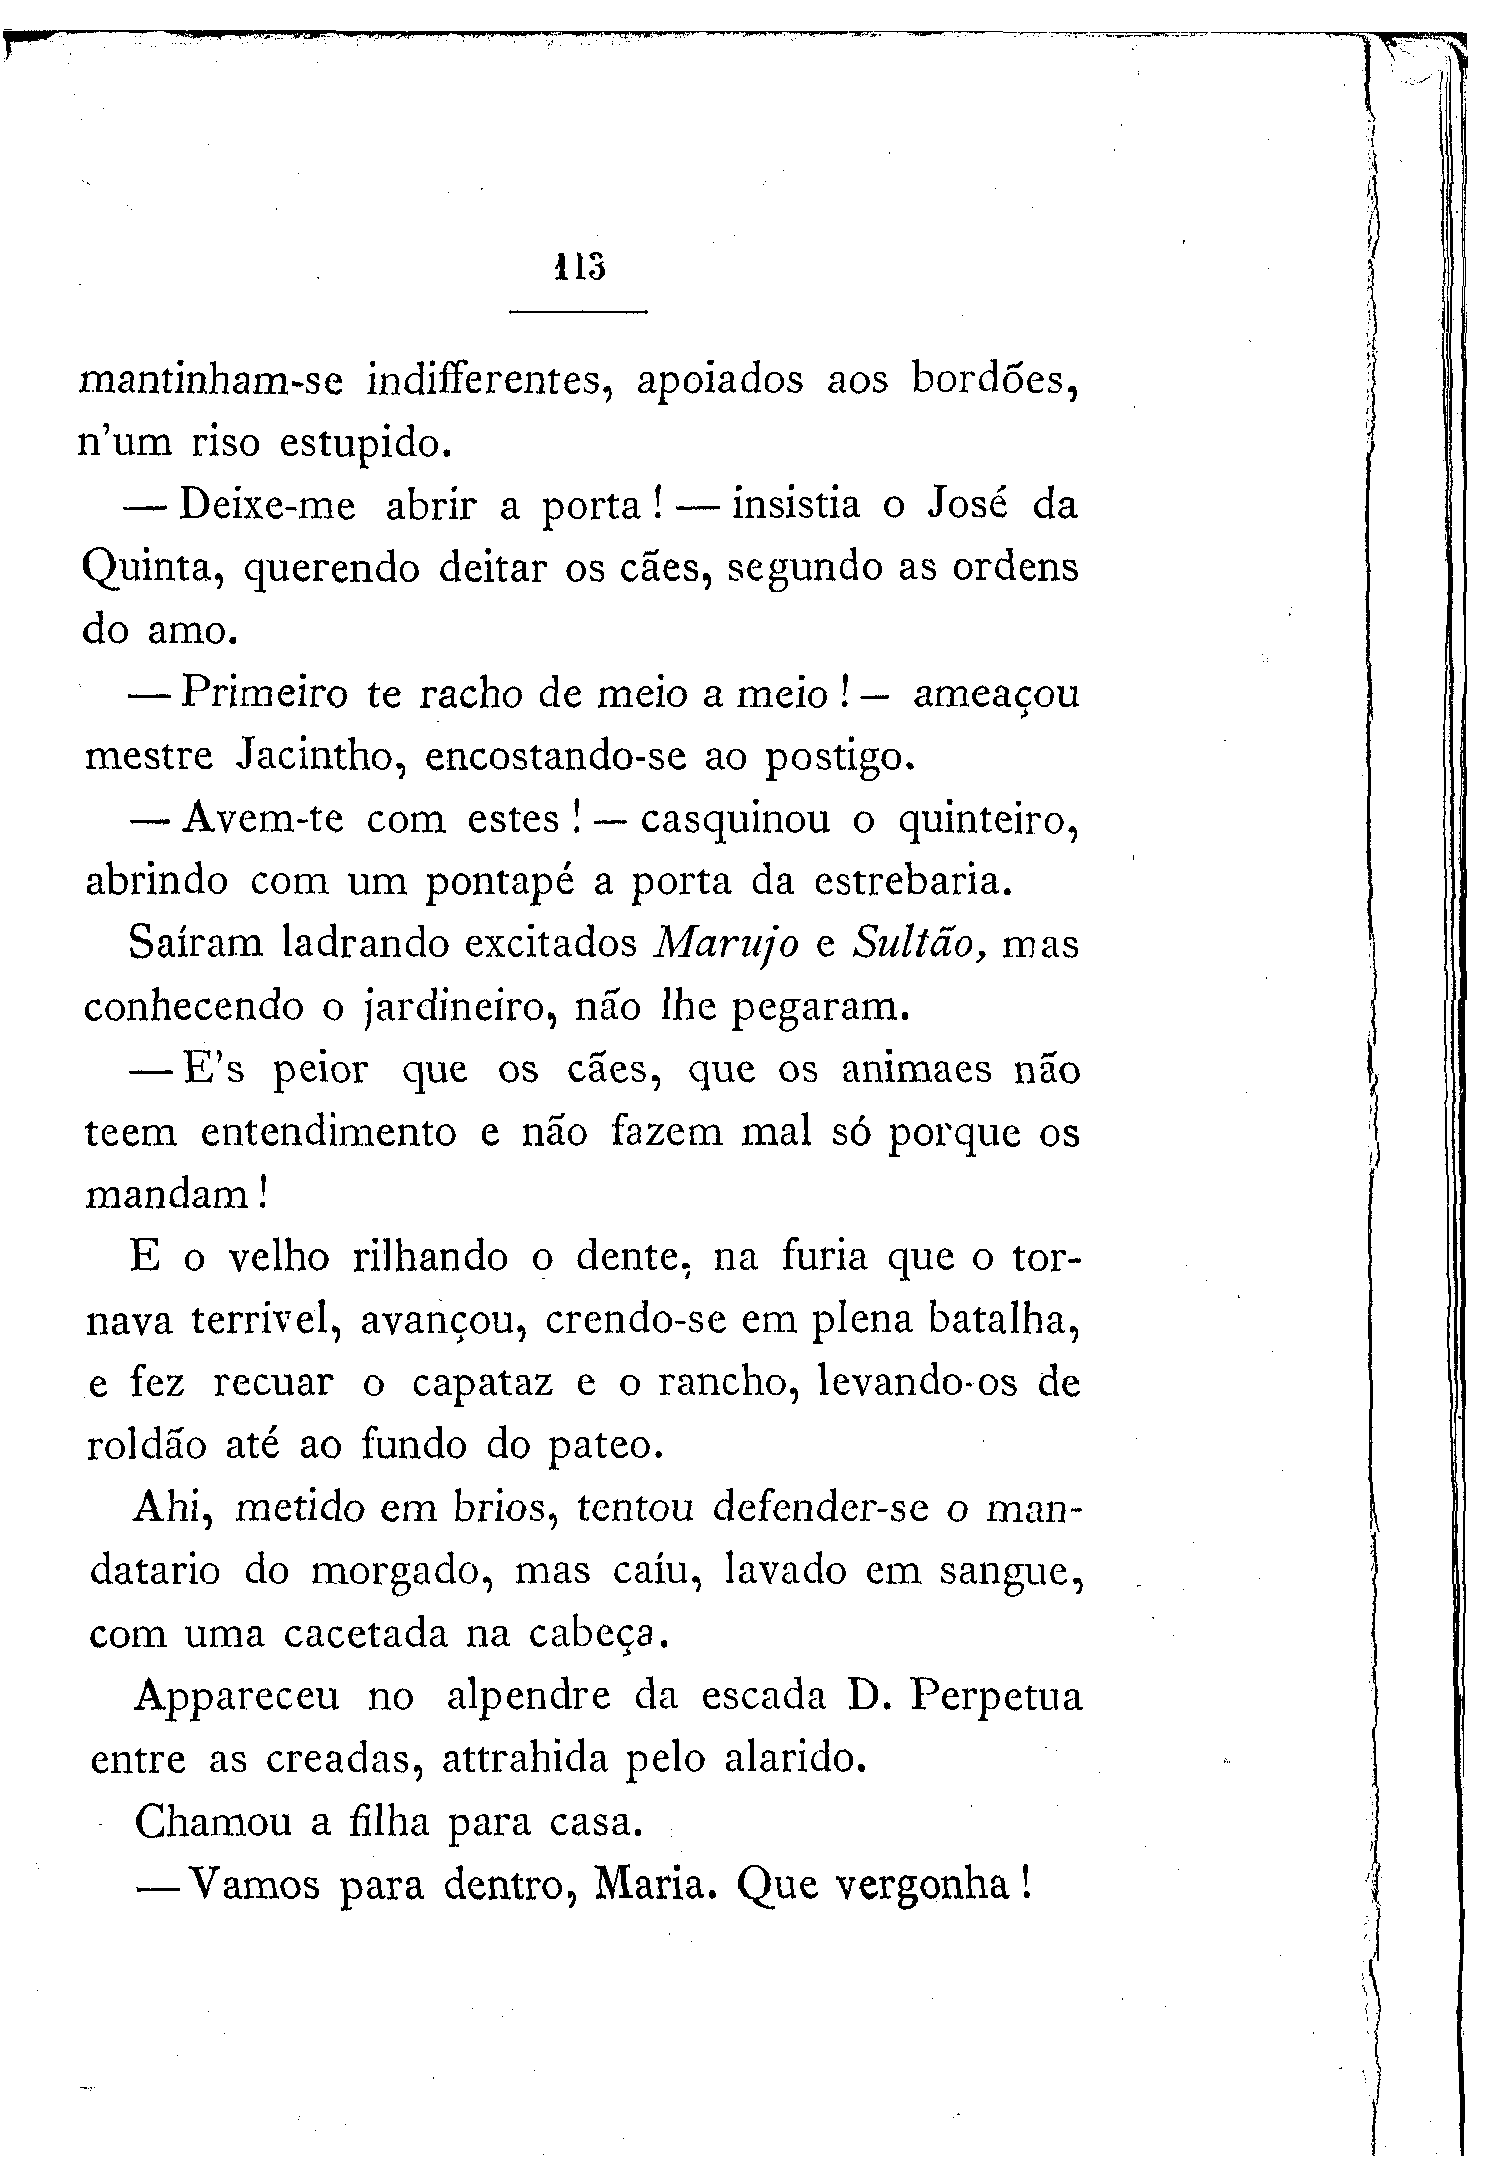 113
mantinham-se indifferentes, apoiados aos bordões,
n'um riso estupido.
— Deixe-me abrir a porta ! — insistia o José da
Quinta, querendo deitar os cães, segundo as ordens
do amo.
— Primeiro te racho de meio a meio ! — ameaçou
mestre Jacintho, encostando-se ao postigo.
— Avem-te com estes ! — casquinou o quinteiro,
abrindo com um pontapé a porta da estrebaria.
Saíram ladrando excitados Marujo e Sultão, mas
conhecendo o jardineiro, não lhe pegaram.
— E's peior que os cães, que os animaes não
teem entendimento e não fazem mal só porque os
mandam !
E o velho rilhando o dente, na furia que o tor-
nava terrivel, avançou, crendo-se em plena batalha,
e fez recuar o capataz e o rancho, levando-os de
roldão até ao fundo do pateo.
Ahi, metido em brios, tentou defender-se o man-
datario do morgado, mas caíu, lavado em sangue,
com uma cacetada na cabeça.
Appareceu no alpendre da escada D. Perpetua
entre as creadas, attrahida pelo alarido.
Chamou a filha para casa.
— Vamos para dentro, Maria. Que vergonha !